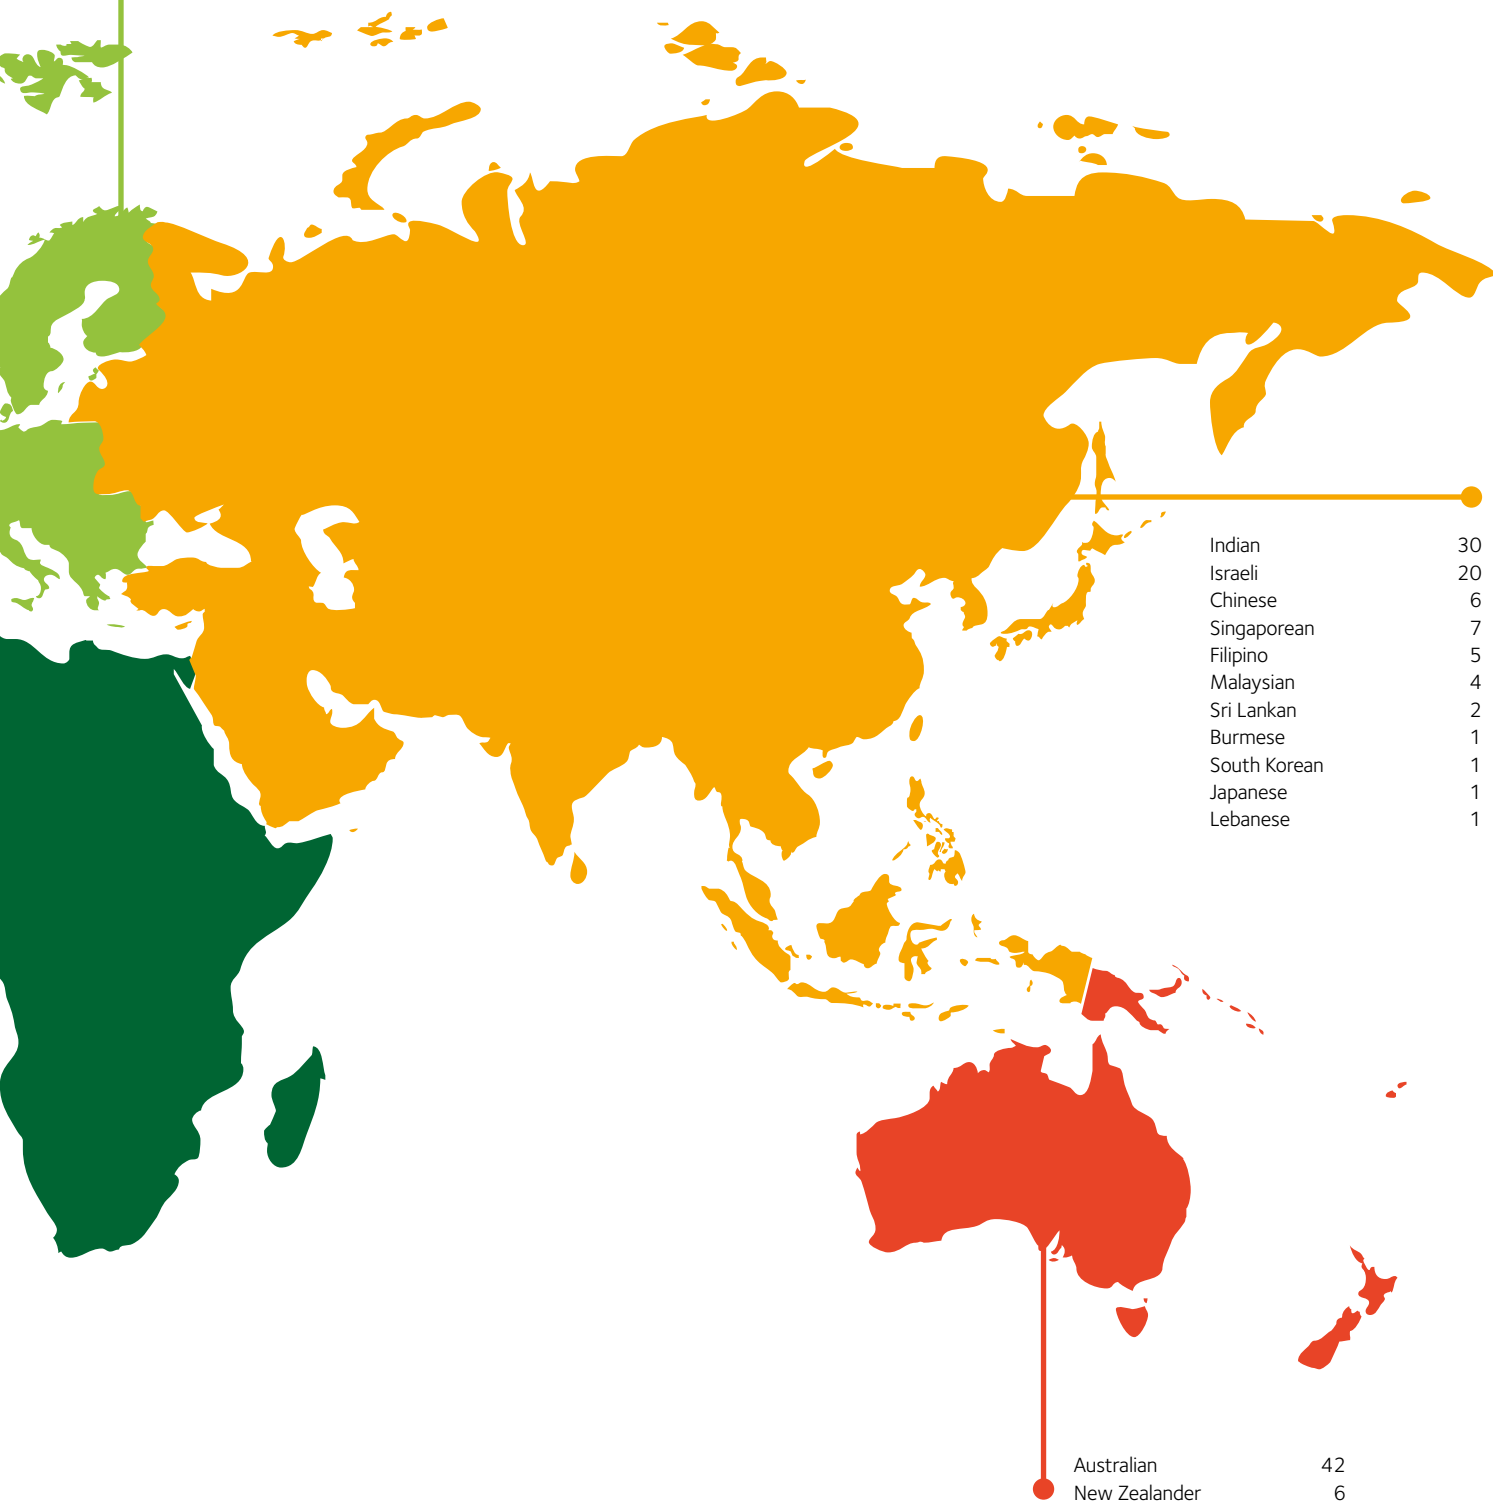 Indian 30
Israeli 20
Chinese 6
Singaporean 7
Filipino 5
Malaysian 4
Sri Lankan 2
Burmese 1
South Korean 1
Japanese 1
Lebanese 1
Australian 42
New Zealander 6